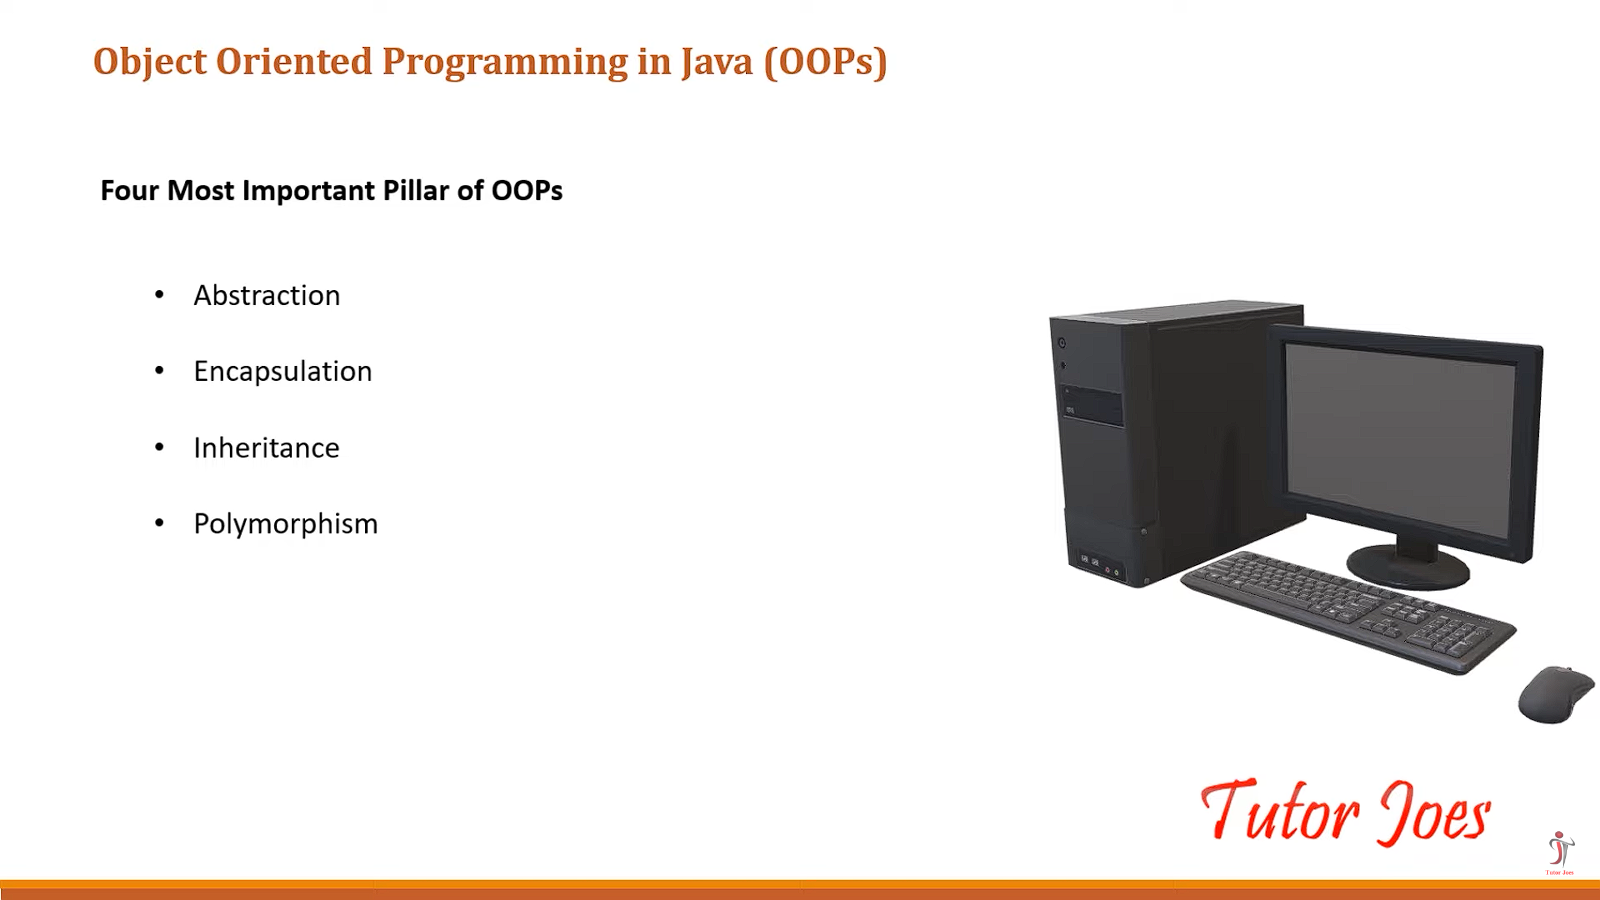 Object Oriented Programming in Java (OOPs)
Four Most Important Pillar of OOPs
• Abstraction
• Encapsulation
• Inheritance
• Polymorphism
Tutor Joes
Tutor Joes